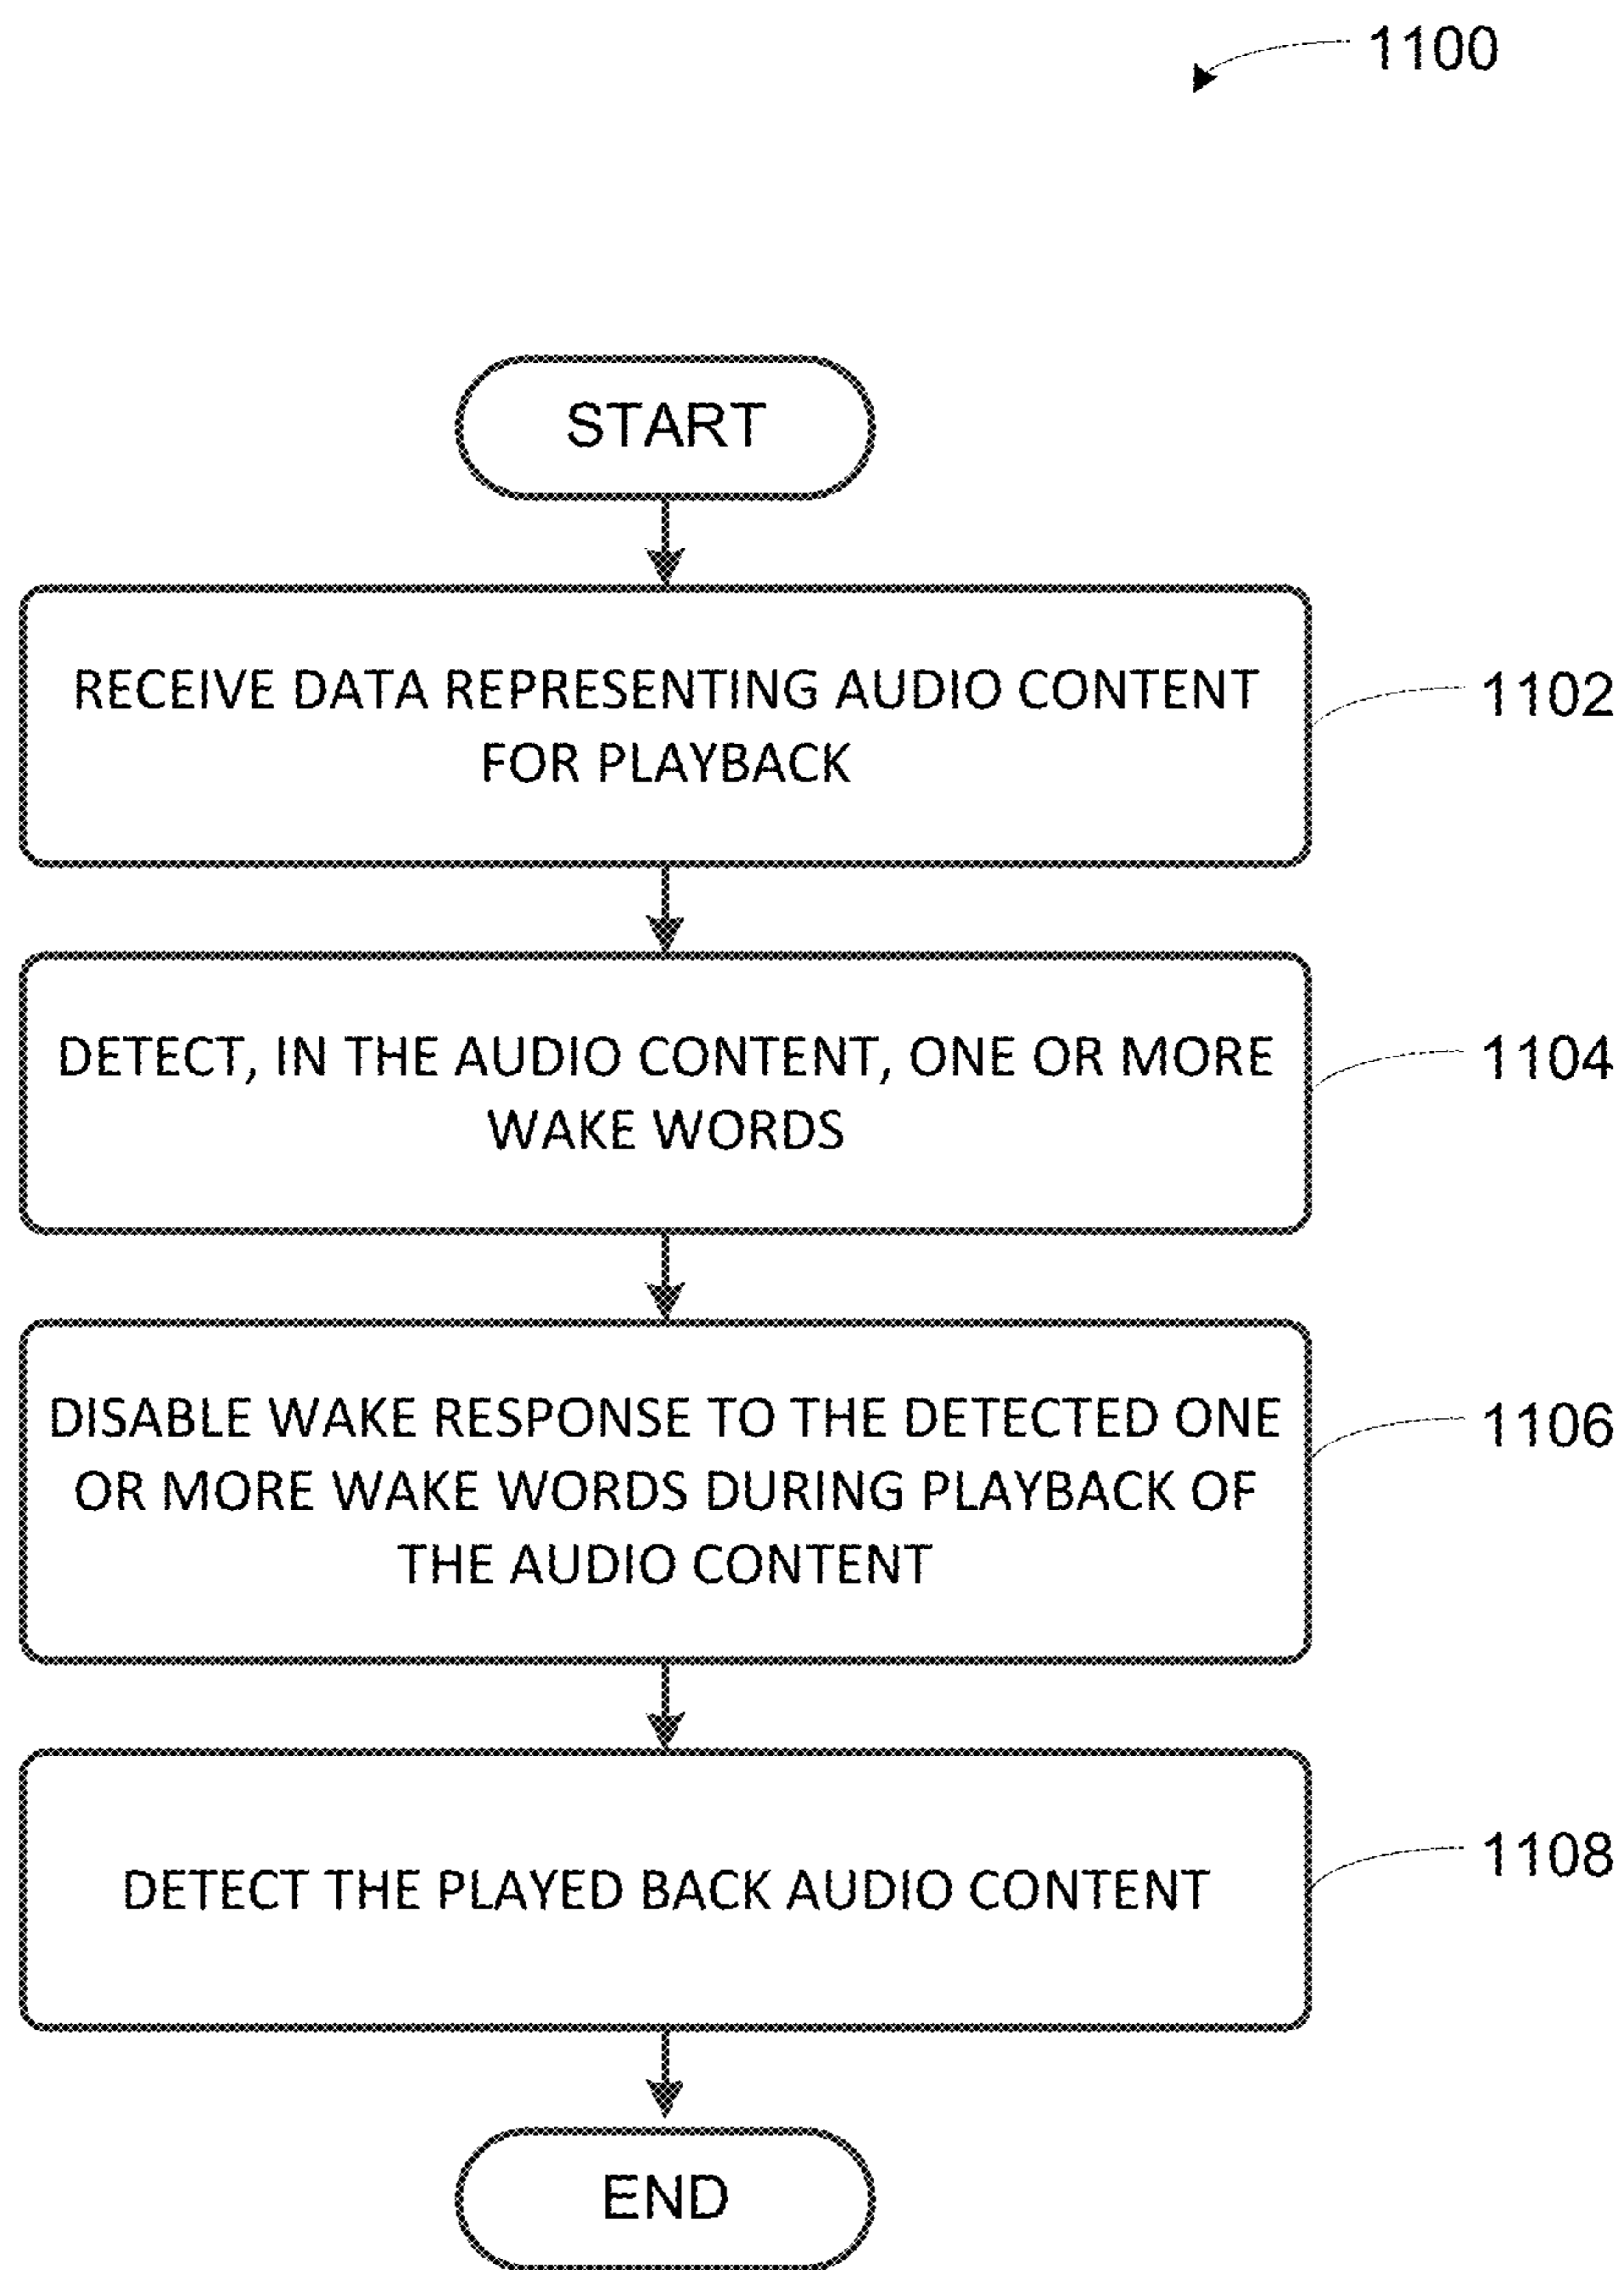 1100
START
RECEIVE DATA REPRESENTING AUDIO CONTENT
FOR PLAYBACK
1102
DETECT, IN THE AUDIO CONTENT, ONE OR MORE
WAKE WORDS
1104
DISABLE WAKE RESPONSE TO THE DETECTED ONE
OR MORE WAKE WORDS DURING PLAYBACK OF
THE AUDIO CONTENT
1106
DETECT THE PLAYED BACK AUDIO CONTENT
1108
END